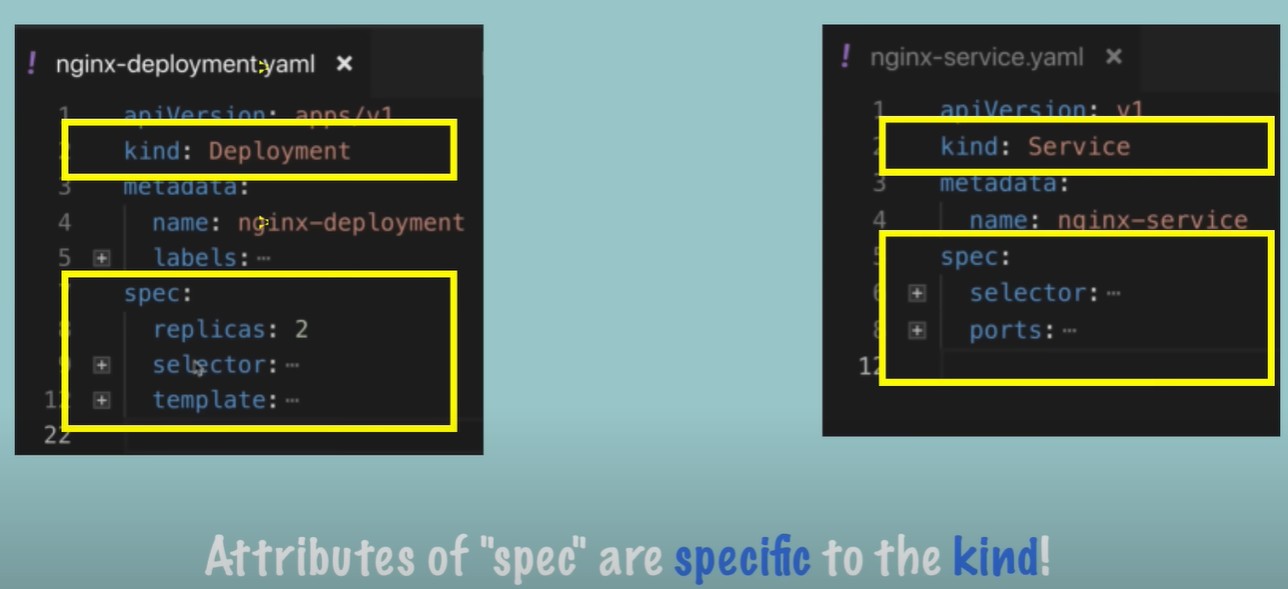 ! nginx-deployment.yaml ×
1 apiVersion: apps/v1
2 kind: Deployment
3 metadata:
4 name: nginx-deployment
5 labels: ⋯
7 spec:
8 replicas: 2
9 selector: ⋯
12 template: ⋯
22
! nginx-service.yaml ×
1 apiVersion: v1
2 kind: Service
3 metadata:
4 name: nginx-service
5 spec:
6 selector: ⋯
8 ports: ⋯
12
Attributes of "spec" are specific to the kind!